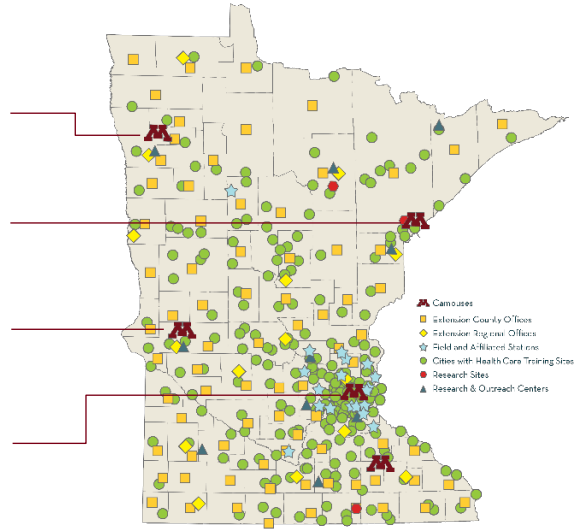 Campuses
Extension County Offices
Extension Regional Offices
Field and Affiliated Stations
Cities with Health Care Training Sites
Research Sites
Research & Outreach Centers